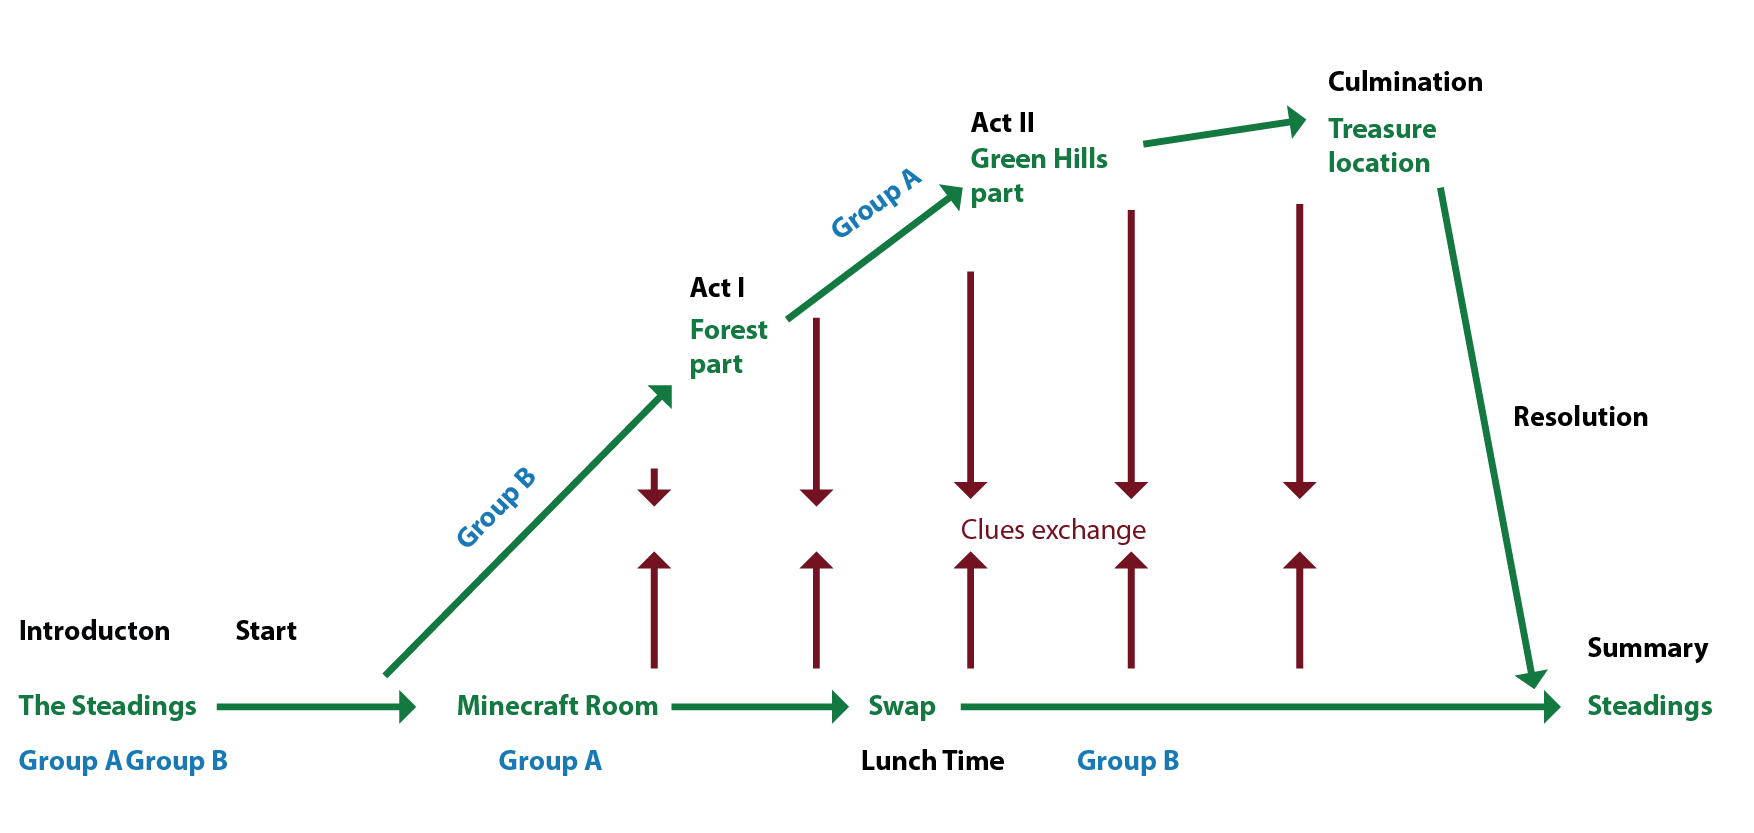 Culmination
Treasure
location
Act II
Green Hills
part
Group A
Act I
Forest
part
Resolution
Group B
Clues exchange
Introducton
Start
Summary
The Steadings
Minecraft Room
Swap
Steadings
Group A Group B
Group A
Lunch Time
Group B